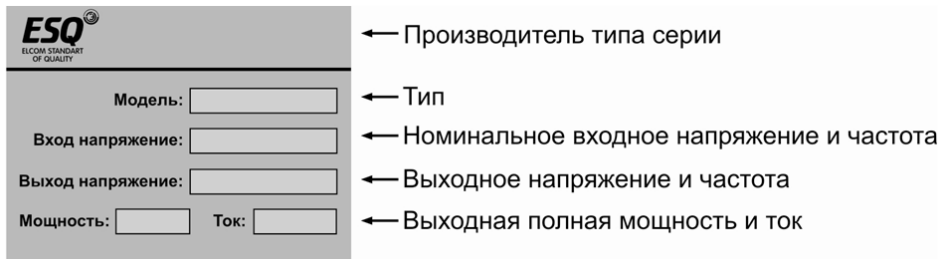 ESQ
ELCOM STANDART
OF QUALITY
Производитель типа серии
Модель:
Тип
Вход напряжение:
Номинальное входное напряжение и частота
Выход напряжение:
Выходное напряжение и частота
Мощность: Ток:
Выходная полная мощность и ток